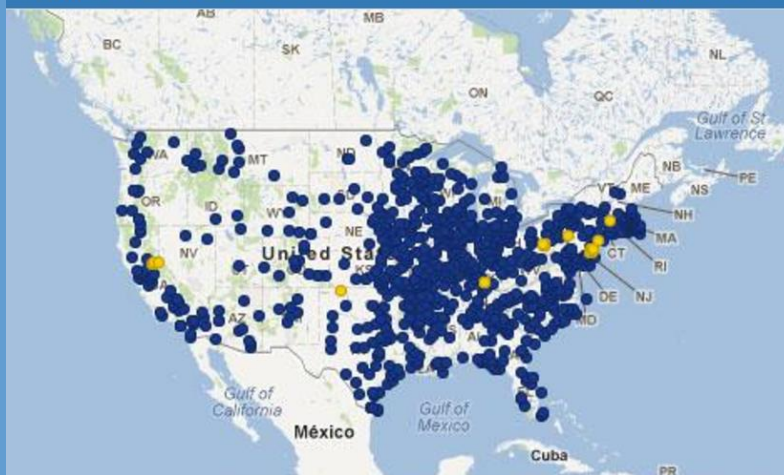 AB
MB
BC
SK
NL
ON
QC
Gulf of St
Lawrence
WA
MT
NB
PE
VT
ME
NS
OR
ID
MI
NH
NE
MA
NV
United Sta
KS
CT
RI
NJ
DE
MD
AZ
LA
Gulf of
California
Gulf of
Mexico
México
Cuba
PR